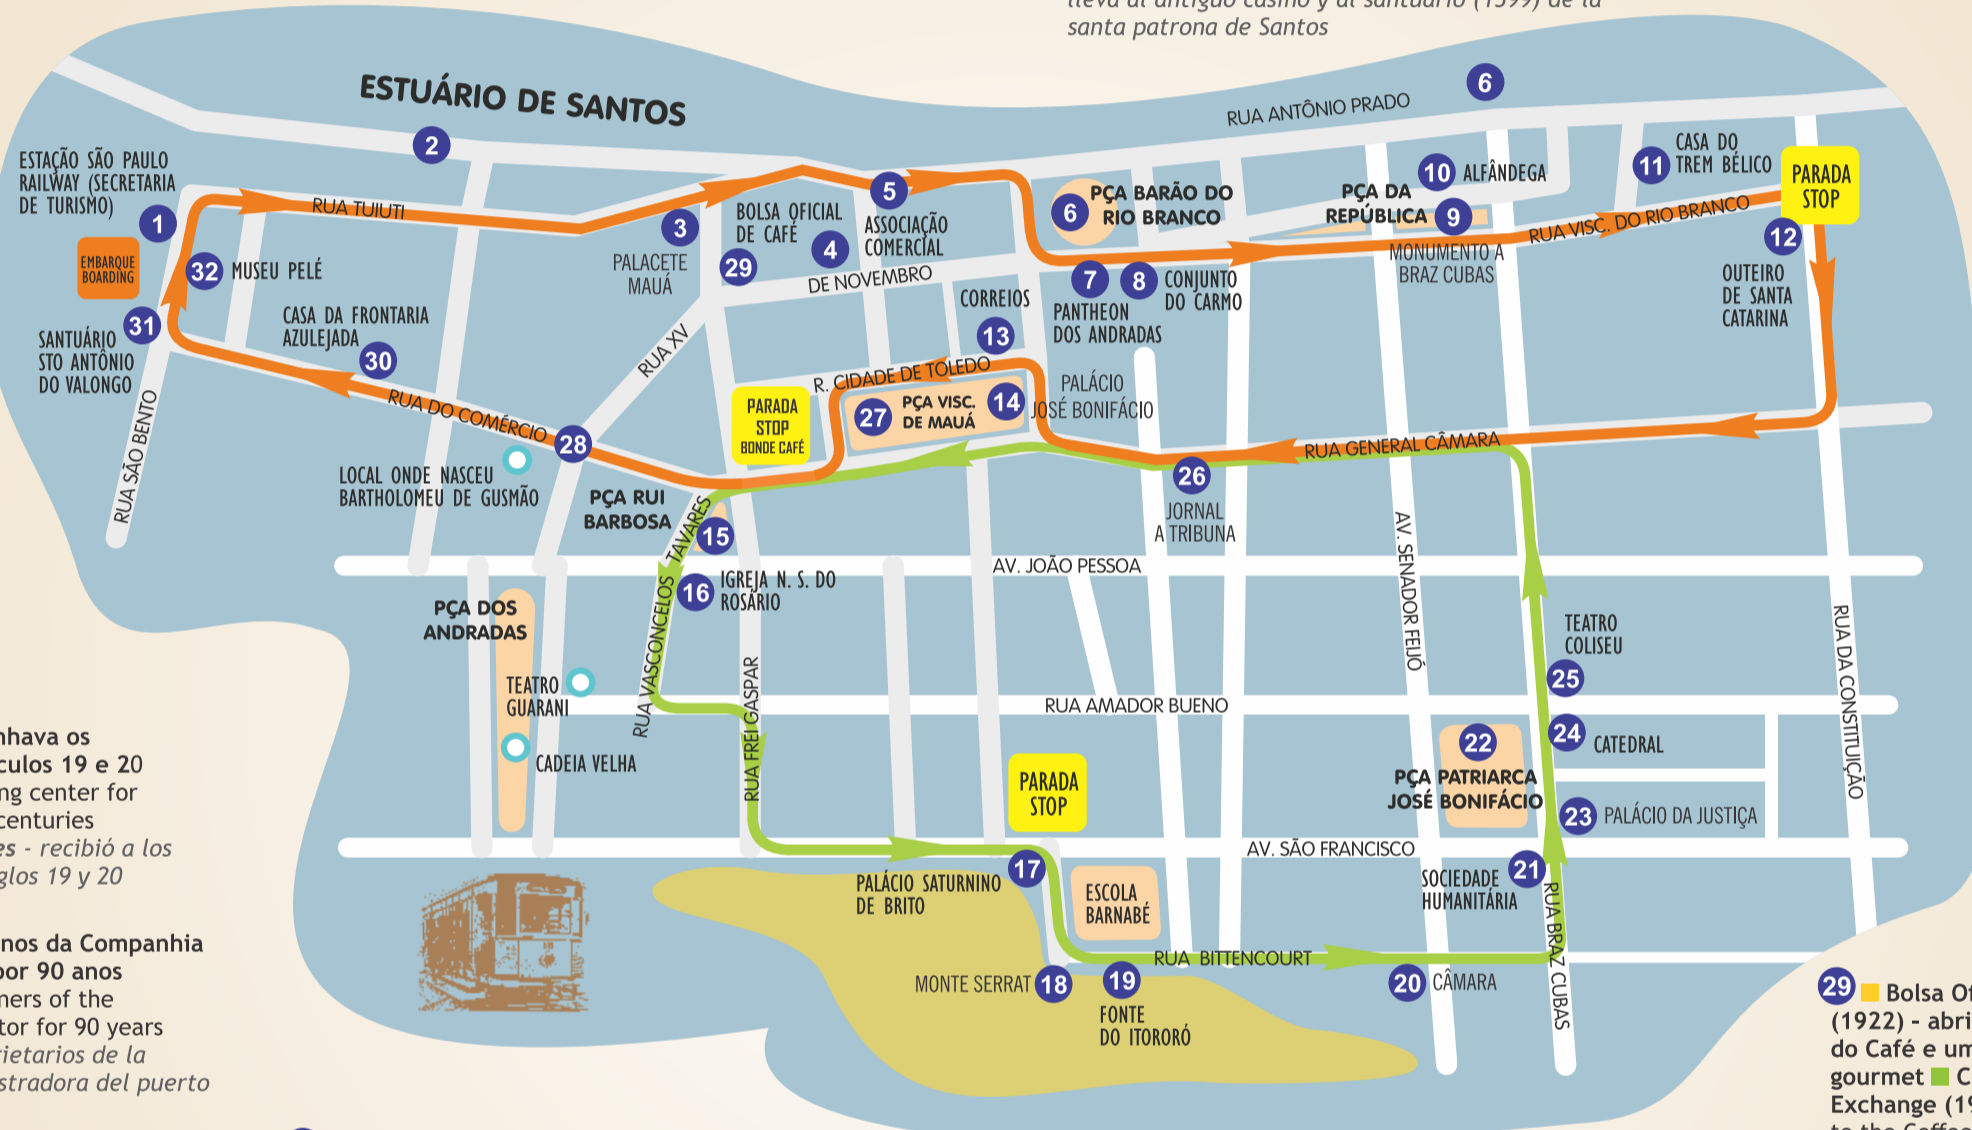 lleva al antiguo casino y al santuario (1599) de la
santa patrona de Santos
ESTUÁRIO DE SANTOS
RUA ANTÔNIO PRADO
6
2
ESTAÇÃO SÃO PAULO
RAILWAY (SECRETARIA
DE TURISMO)
1
EMBARQUE
BOARDING
32
MUSEU PELÉ
31
SANTUÁRIO
STO ANTÔNIO
DO VALONGO
RUA TUIUTI
3
PALACETE
MAUÁ
BOLSA OFICIAL
DE CAFÉ
29
4
5
ASSOCIAÇÃO
COMERCIAL
6
PÇA BARÃO DO
RIO BRANCO
PÇA DA
REPÚBLICA
9
10
ALFÂNDEGA
11
CASA DO
TREM BÉLICO
PARADA
STOP
MONUMENTO A
BRAZ CUBAS
RUA VISC. DO RIO BRANCO
12
OUTEIRO
DE SANTA
CATARINA
7
8
CONJUNTO
DO CARMO
PANTHEON
DOS ANDRADAS
RUA XV
DE NOVEMBRO
CORREIOS
13
CASA DA FRONTARIA
AZULEJADA
30
RUA DO COMÉRCIO
28
RUA SÃO BENTO
LOCAL ONDE NASCEU
BARTHOLOMEU DE GUSMÃO
PARADA
STOP
BONDE CAFÉ
R. CIDADE DE TOLEDO
27
PÇA VISC.
DE MAUÁ
14
PALÁCIO
JOSÉ BONIFÁCIO
RUA GENERAL CÂMARA
26
JORNAL
A TRIBUNA
PÇA RUI
BARBOSA
15
16
IGREJA N. S. DO
ROSÁRIO
RUA VASCONCELOS TAVARES
AV. JOÃO PESSOA
AV. SENADOR FEIJÓ
PÇA DOS
ANDRADAS
TEATRO
GUARANI
CADEIA VELHA
RUA FREI GASPAR
RUA AMADOR BUENO
TEATRO
COLISEU
25
24
CATEDRAL
22
PÇA PATRIARCA
JOSÉ BONIFÁCIO
23
PALÁCIO DA JUSTIÇA
RUA DA CONSTITUIÇÃO
PARADA
STOP
AV. SÃO FRANCISCO
17
PALÁCIO SATURNINO
DE BRITO
ESCOLA
BARNABÉ
SOCIEDADE
HUMANITÁRIA
21
RUA BRAZ CUBAS
RUA BITTENCOURT
MONTE SERRAT
18
19
FONTE
DO ITORORÓ
20
CÂMARA
nhava os
culos 19 e 20
ng center for
centuries
es - recibió a los
glos 19 y 20
nos da Companhia
por 90 anos
ners of the
tor for 90 years
rietarios de la
stradora del puerto
29 Bolsa Of
(1922) - abri
do Café e um
gourmet C
Exchange (19
to the Coffee